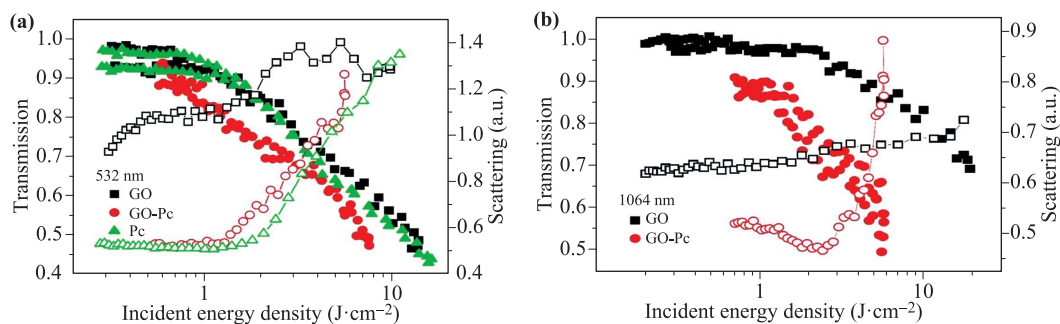 (a)
1.0
0.9
0.8
0.7
0.6
0.5
0.4
Transmission
532 nm
GO
GO-Pc
Pc
1.4
1.2
1.0
0.8
0.6
0.4
Scattering (a.u.)
1
10
Incident energy density (J·cm−2)
(b)
1.0
0.9
0.8
0.7
0.6
0.5
Transmission
1064 nm
GO
GO-Pc
0.9
0.8
0.7
0.6
0.5
Scattering (a.u.)
1
10
Incident energy density (J·cm−2)